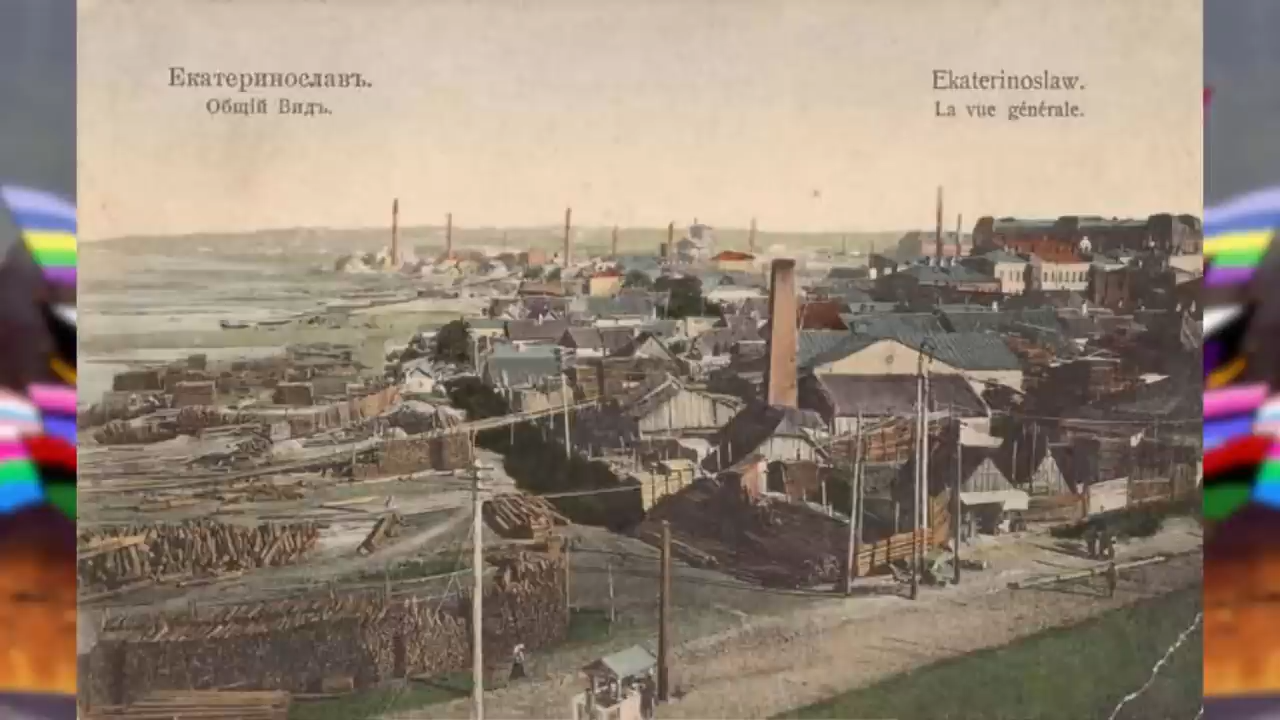 Екатеринославъ.
Общій Видъ.
Ekaterinoslaw.
La vue générale.